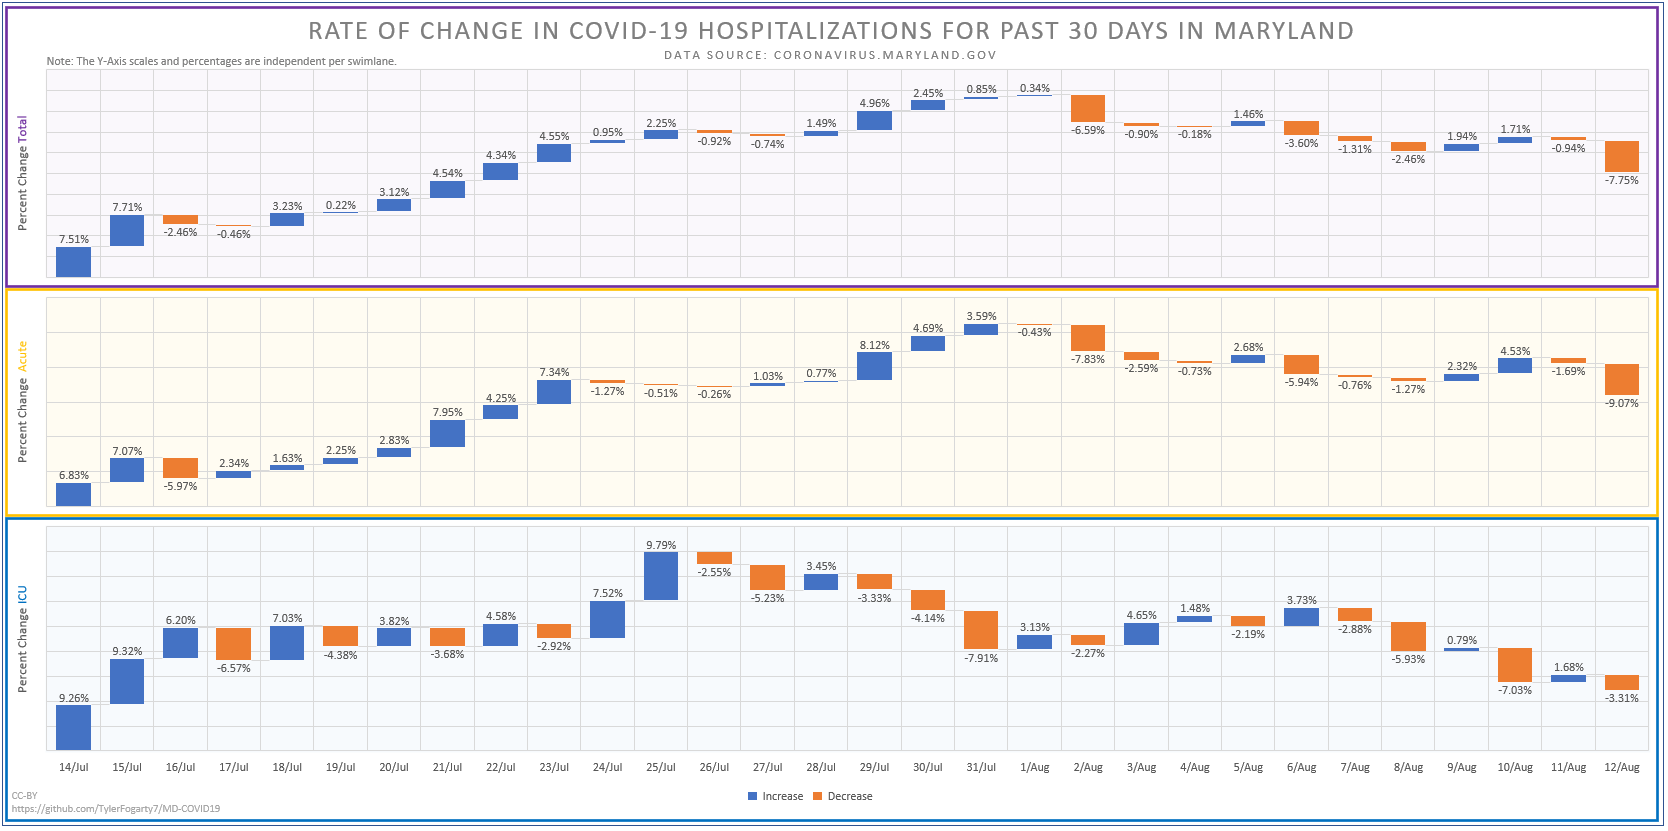 RATE OF CHANGE IN COVID-19 HOSPITALIZATIONS FOR PAST 30 DAYS IN MARYLAND
DATA SOURCE: CORONAVIRUS.MARYLAND.GOV
Note: The Y-Axis scales and percentages are independent per swimlane.
Percent Change Total
7.51% 7.71% -2.46% -0.46% 3.23% 0.22% 3.12% 4.54% 4.34% 4.55% 0.95% 2.25% -0.92% -0.74% 1.49% 4.96% 2.45% 0.85% 0.34% -6.59% -0.90% -0.18% 1.46% -3.60% -1.31% -2.46% 1.94% 1.71% -0.94% -7.75%
Percent Change Acute
6.83% 7.07% -5.97% 2.34% 1.63% 2.25% 2.83% 7.95% 4.25% 7.34% -1.27% -0.51% -0.26% 1.03% 0.77% 8.12% 4.69% 3.59% -0.43% -7.83% -2.59% -0.73% 2.68% -5.94% -0.76% -1.27% 2.32% 4.53% -1.69% -9.07%
Percent Change ICU
9.26% 9.32% 6.20% -6.57% 7.03% -4.38% 3.82% -3.68% 4.58% -2.92% 7.52% 9.79% -2.55% -5.23% 3.45% -3.33% -4.14% -7.91% 3.13% -2.27% 4.65% 1.48% -2.19% 3.73% -2.88% -5.93% 0.79% -7.03% 1.68% -3.31%
14/Jul 15/Jul 16/Jul 17/Jul 18/Jul 19/Jul 20/Jul 21/Jul 22/Jul 23/Jul 24/Jul 25/Jul 26/Jul 27/Jul 28/Jul 29/Jul 30/Jul 31/Jul 1/Aug 2/Aug 3/Aug 4/Aug 5/Aug 6/Aug 7/Aug 8/Aug 9/Aug 10/Aug 11/Aug 12/Aug
Increase Decrease
CC-BY
https://github.com/TylerFogarty7/MD-COVID19